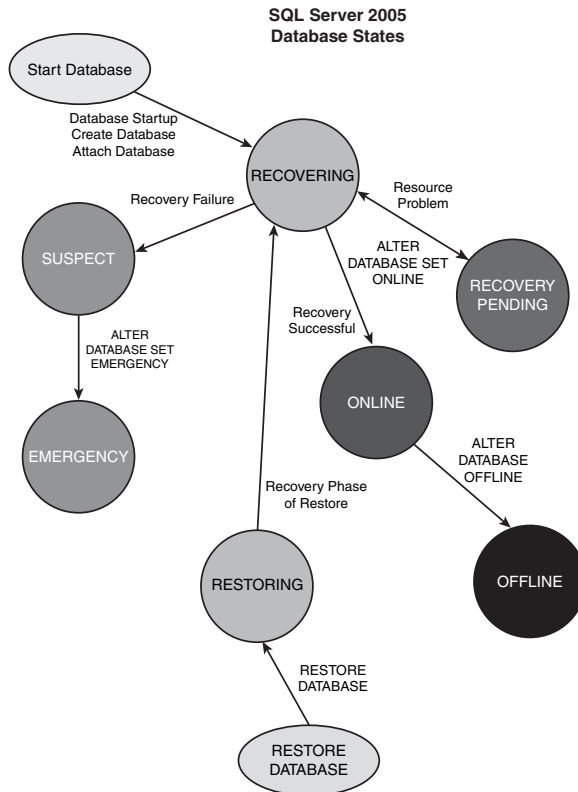 SQL Server 2005
Database States
Start Database
Database Startup
Create Database
Attach Database
RECOVERING
Recovery Failure
Resource
Problem
SUSPECT
ALTER
DATABASE SET
ONLINE
RECOVERY
PENDING
Recovery
Successful
ALTER
DATABASE SET
EMERGENCY
ONLINE
EMERGENCY
ALTER
DATABASE
OFFLINE
Recovery Phase
of Restore
RESTORING
OFFLINE
RESTORE
DATABASE
RESTORE
DATABASE